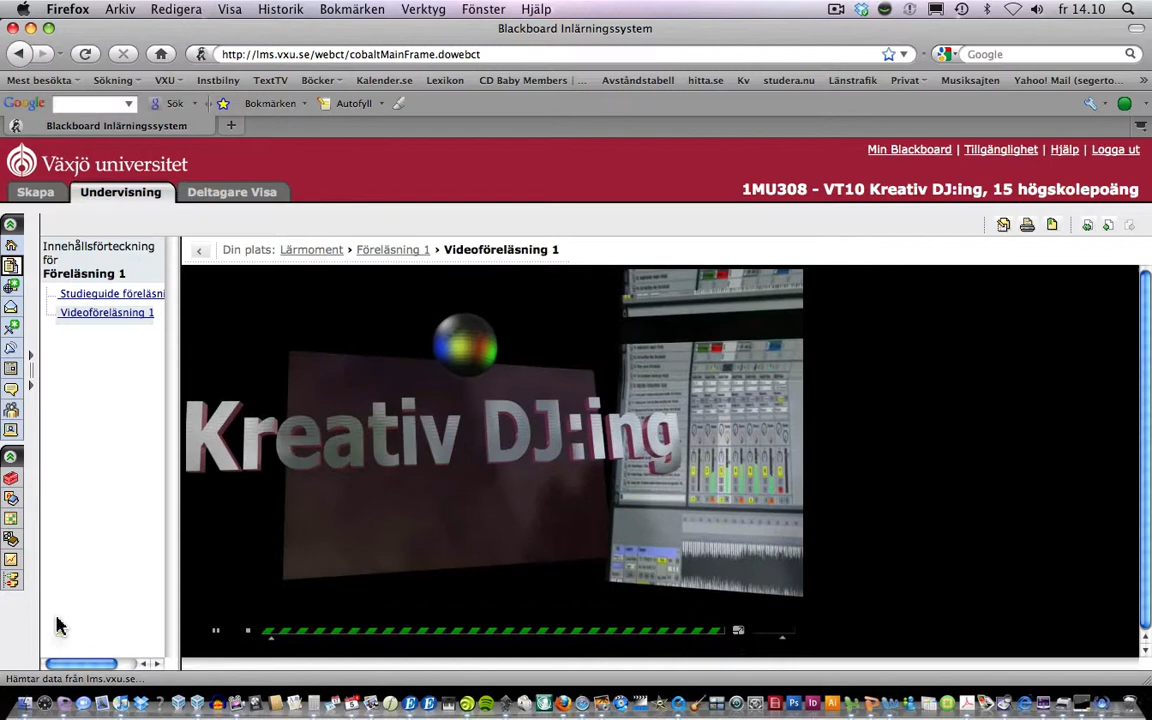 Firefox Arkiv Redigera Visa Historik Bokmärken Verktyg Fönster Hjälp fr 14.10
Blackboard Inlärningssystem
http://lms.vxu.se/webct/cobaltMainFrame.dowebct Google
Mest besökta Sökning VXU Instbilny TextTV Böcker Kalender.se Lexikon CD Baby Members | ... Avståndstabell hitta.se Kv studera.nu Länstrafik Privat Musiksajten Yahoo! Mail (segerto...
Google Sök Bokmärken Autofyll
Blackboard Inlärningssystem
Växjö universitet
Min Blackboard | Tillgänglighet | Hjälp | Logga ut
Skapa Undervisning Deltagare Visa
1MU308 - VT10 Kreativ DJ:ing, 15 högskolepoäng
Innehållsförteckning
för
Föreläsning 1
Studieguide föreläsni
Videoföreläsning 1
Din plats: Lärmoment › Föreläsning 1 › Videoföreläsning 1
Kreativ DJ:ing
Hämtar data från lms.vxu.se...